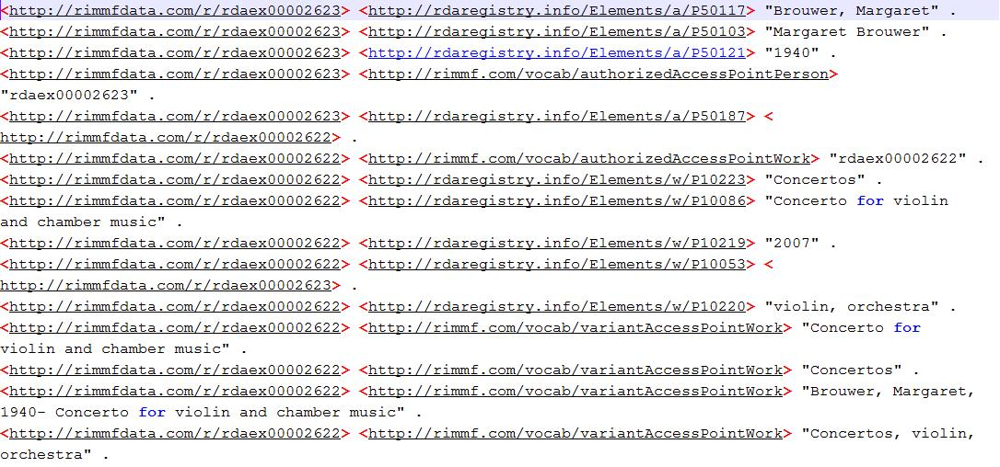 <http://rimmfdata.com/r/rdaex00002623> <http://rdaregistry.info/Elements/a/P50117> "Brouwer, Margaret" .
<http://rimmfdata.com/r/rdaex00002623> <http://rdaregistry.info/Elements/a/P50103> "Margaret Brouwer" .
<http://rimmfdata.com/r/rdaex00002623> <http://rdaregistry.info/Elements/a/P50121> "1940" .
<http://rimmfdata.com/r/rdaex00002623> <http://rimmf.com/vocab/authorizedAccessPointPerson>
"rdaex00002623" .
<http://rimmfdata.com/r/rdaex00002623> <http://rdaregistry.info/Elements/a/P50187> <
http://rimmfdata.com/r/rdaex00002622> .
<http://rimmfdata.com/r/rdaex00002622> <http://rimmf.com/vocab/authorizedAccessPointWork> "rdaex00002622" .
<http://rimmfdata.com/r/rdaex00002622> <http://rdaregistry.info/Elements/w/P10223> "Concertos" .
<http://rimmfdata.com/r/rdaex00002622> <http://rdaregistry.info/Elements/w/P10086> "Concerto for violin
and chamber music" .
<http://rimmfdata.com/r/rdaex00002622> <http://rdaregistry.info/Elements/w/P10219> "2007" .
<http://rimmfdata.com/r/rdaex00002622> <http://rdaregistry.info/Elements/w/P10053> <
http://rimmfdata.com/r/rdaex00002623> .
<http://rimmfdata.com/r/rdaex00002622> <http://rdaregistry.info/Elements/w/P10220> "violin, orchestra" .
<http://rimmfdata.com/r/rdaex00002622> <http://rimmf.com/vocab/variantAccessPointWork> "Concerto for
violin and chamber music" .
<http://rimmfdata.com/r/rdaex00002622> <http://rimmf.com/vocab/variantAccessPointWork> "Concertos" .
<http://rimmfdata.com/r/rdaex00002622> <http://rimmf.com/vocab/variantAccessPointWork> "Brouwer, Margaret,
1940- Concerto for violin and chamber music" .
<http://rimmfdata.com/r/rdaex00002622> <http://rimmf.com/vocab/variantAccessPointWork> "Concertos, violin,
orchestra" .